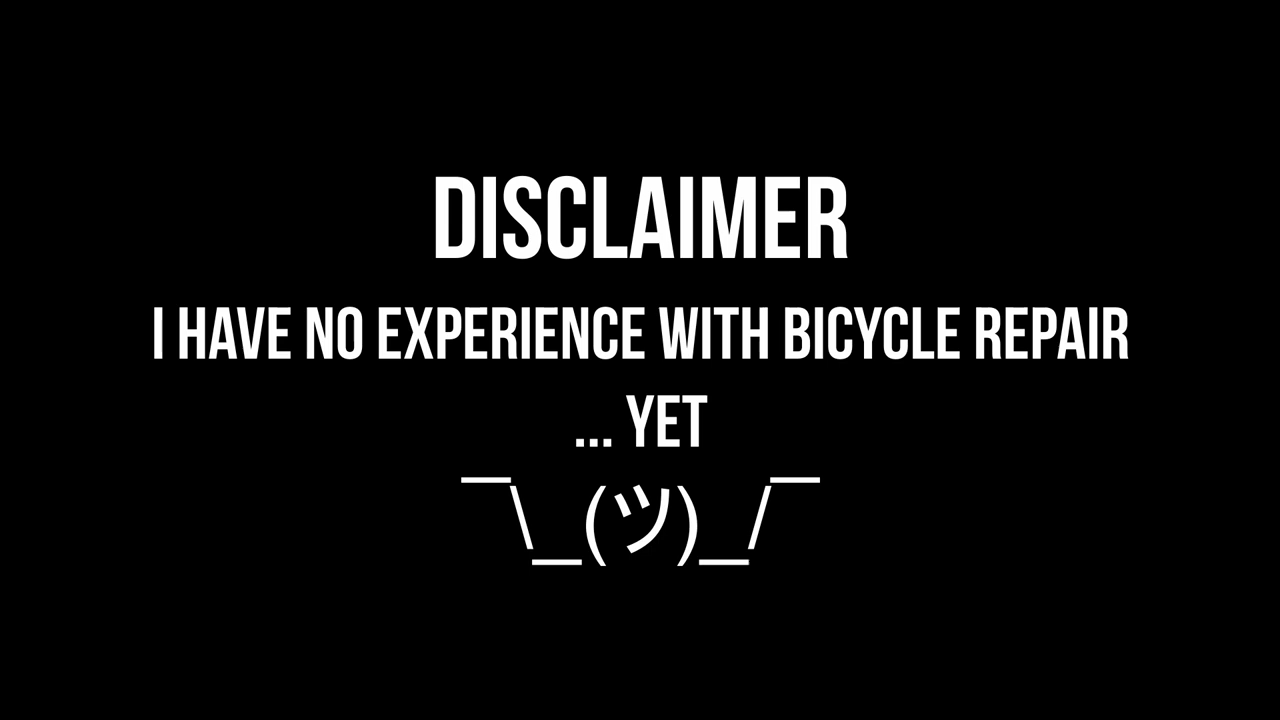 DISCLAIMER
I HAVE NO EXPERIENCE WITH BICYCLE REPAIR
... YET
¯\_(ツ)_/¯